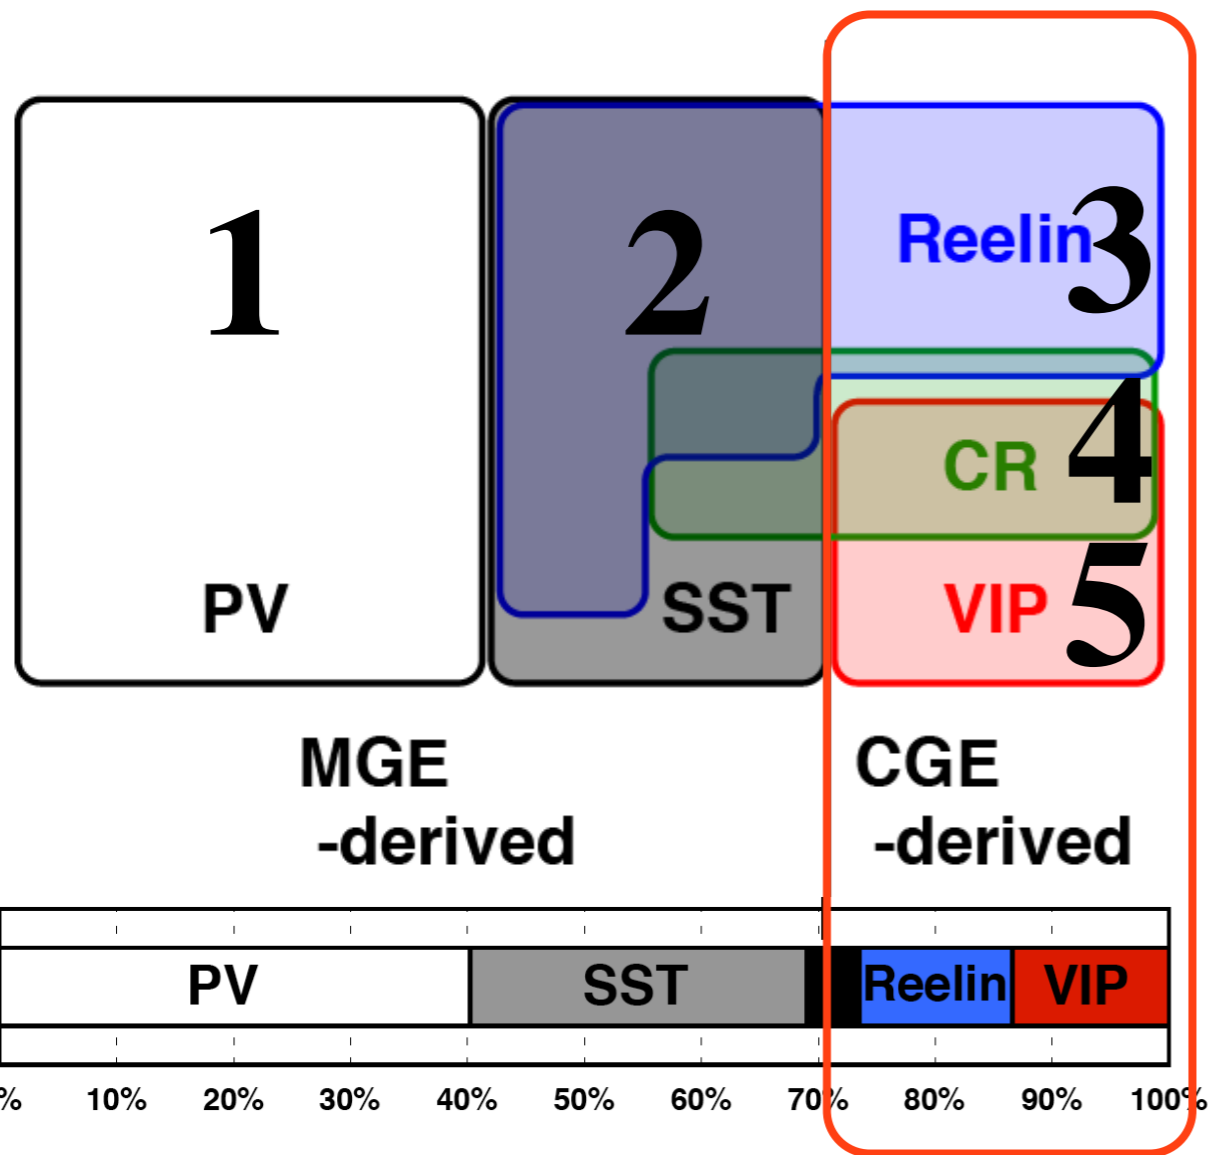 1
2
Reelin 3
CR 4
PV
SST
VIP 5
MGE
-derived
CGE
-derived
PV SST Reelin VIP
% 10% 20% 30% 40% 50% 60% 70% 80% 90% 100%